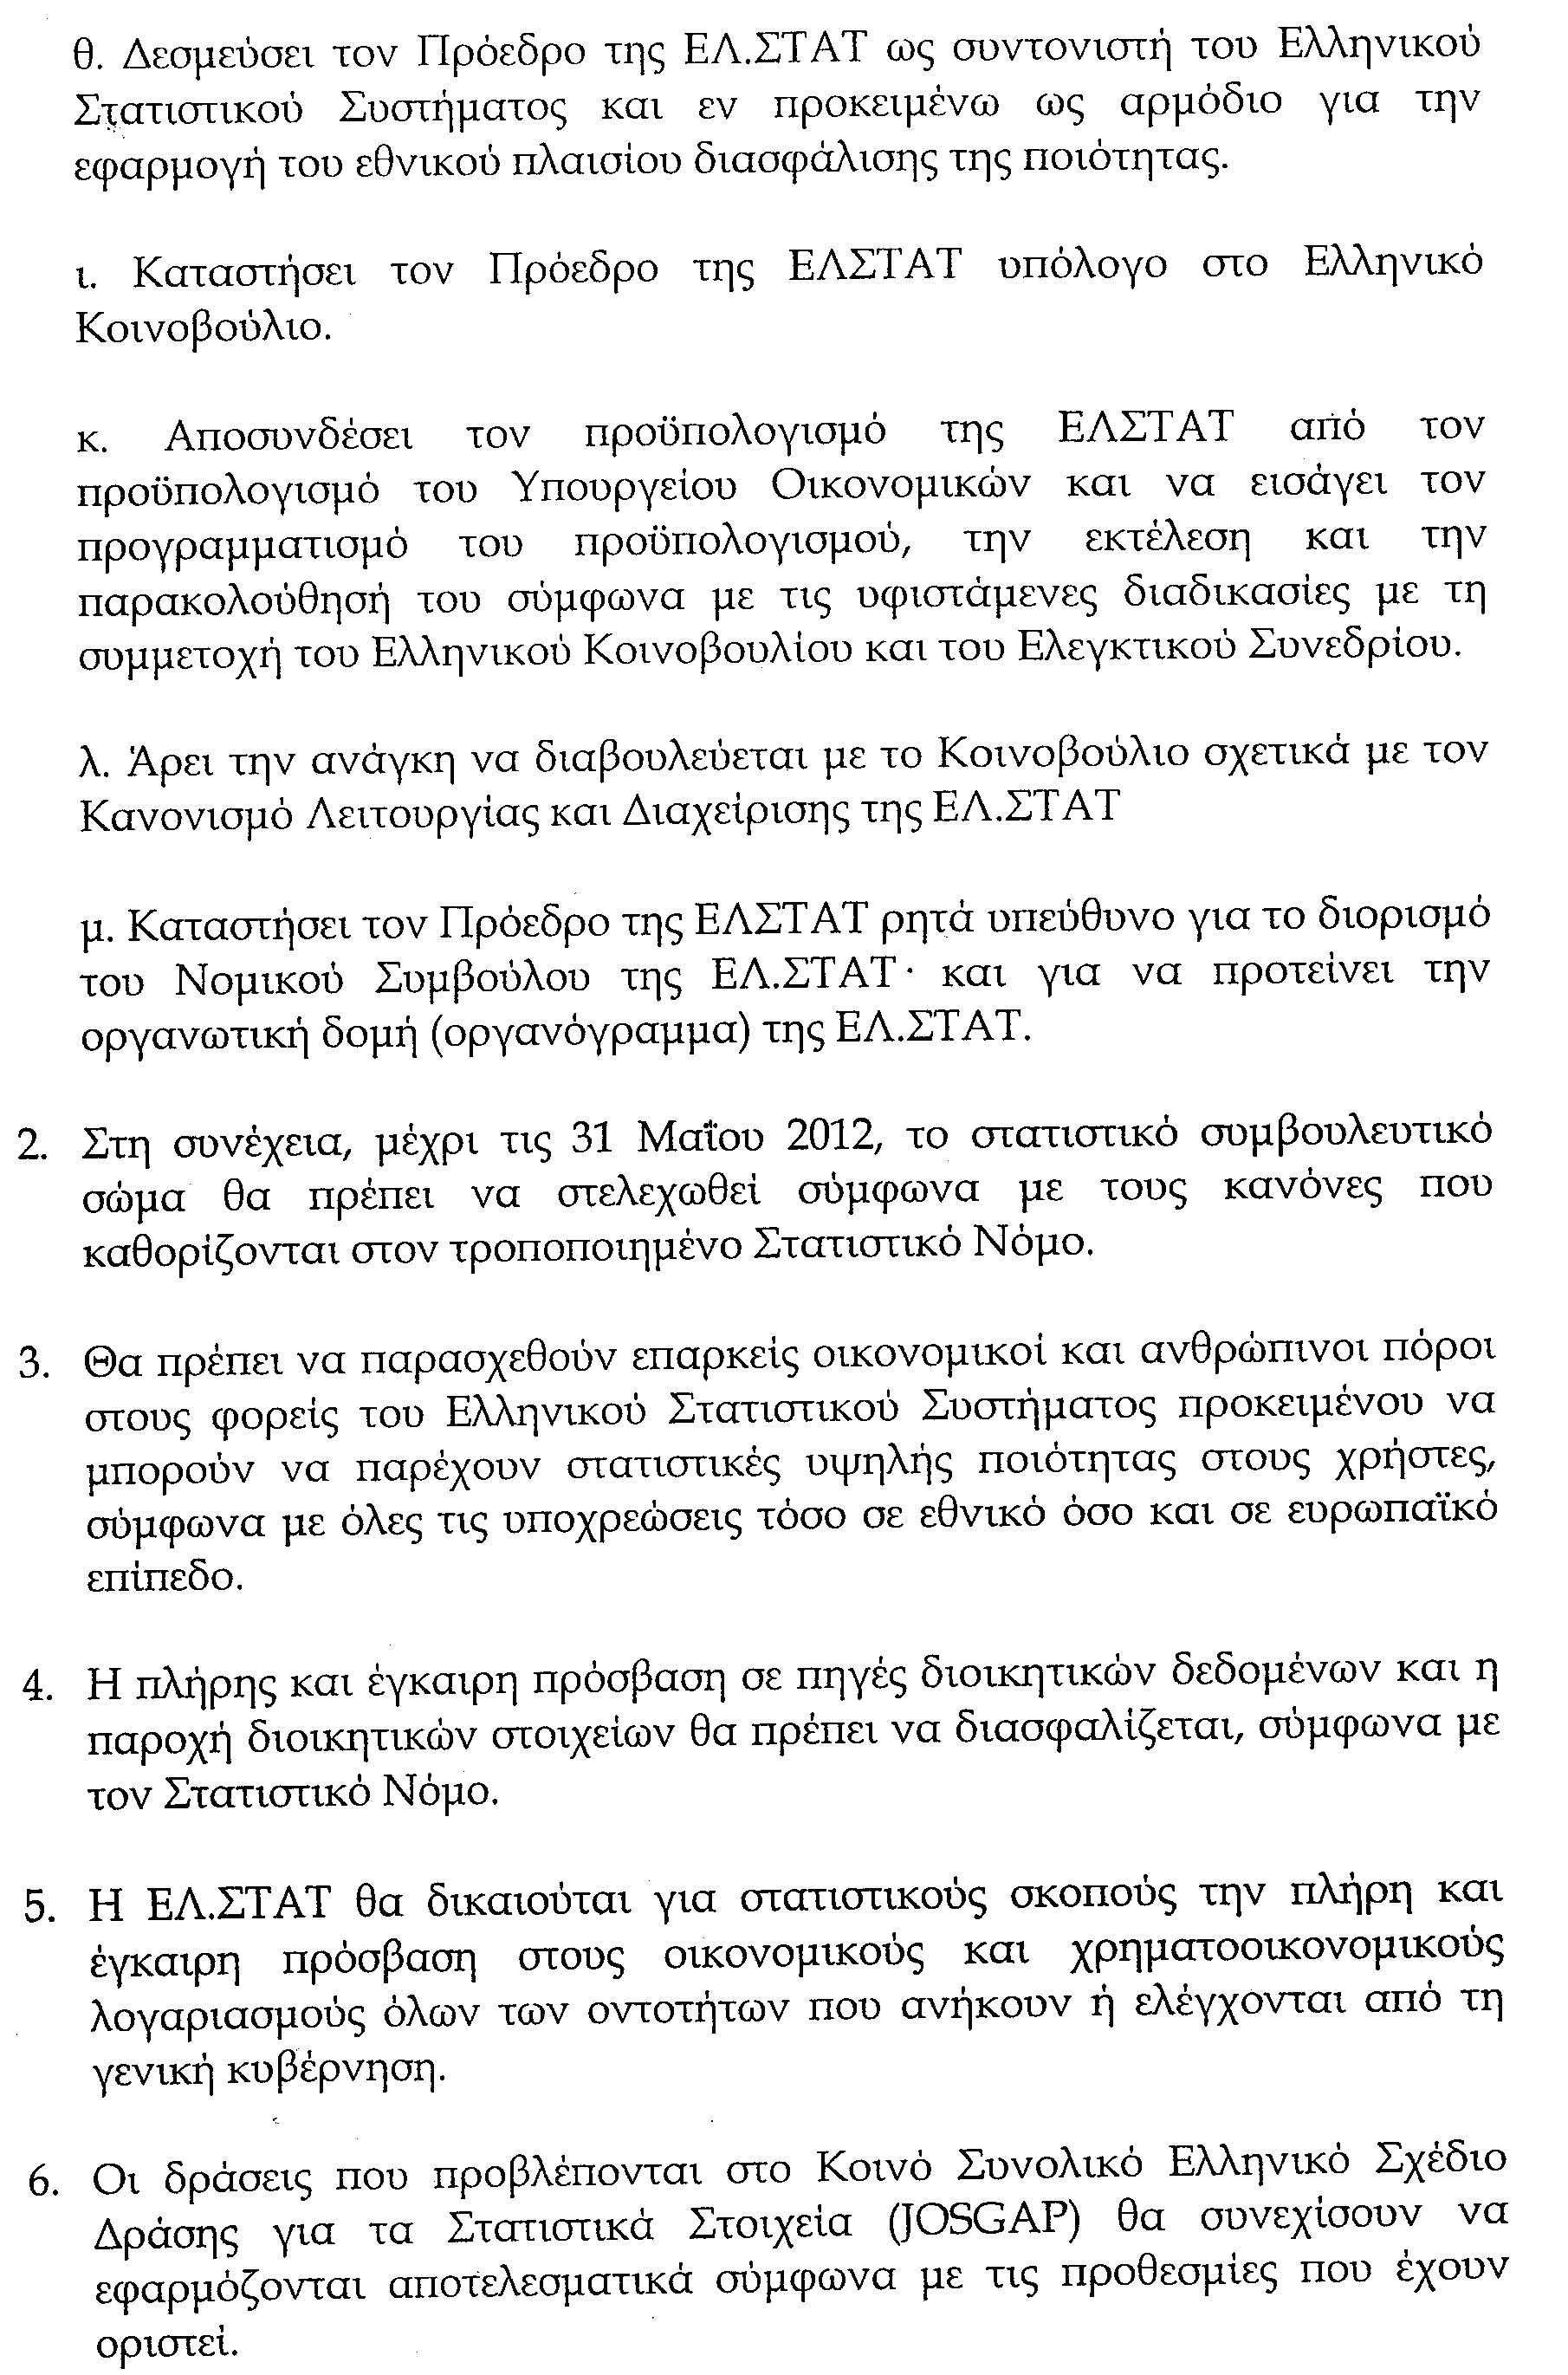 θ. Δεσμεύσει τον Πρόεδρο της ΕΛ.ΣΤΑΤ ως συντονιστή του Ελληνικού
Στατιστικού Συστήματος και εν προκειμένω ως αρμόδιο για την
εφαρμογή του εθνικού πλαισίου διασφάλισης της ποιότητας.
ι. Καταστήσει τον Πρόεδρο της ΕΛΣΤΑΤ υπόλογο στο Ελληνικό
Κοινοβούλιο.
κ. Αποσυνδέσει τον προϋπολογισμό της ΕΛΣΤΑΤ από τον
προϋπολογισμό του Υπουργείου Οικονομικών και να εισάγει τον
προγραμματισμό του προϋπολογισμού, την εκτέλεση και την
παρακολούθησή του σύμφωνα με τις υφιστάμενες διαδικασίες με τη
συμμετοχή του Ελληνικού Κοινοβουλίου και του Ελεγκτικού Συνεδρίου.
λ. Άρει την ανάγκη να διαβουλεύεται με το Κοινοβούλιο σχετικά με τον
Κανονισμό Λειτουργίας και Διαχείρισης της ΕΛ.ΣΤΑΤ
μ. Καταστήσει τον Πρόεδρο της ΕΛΣΤΑΤ ρητά υπεύθυνο για το διορισμό
του Νομικού Συμβούλου της ΕΛ.ΣΤΑΤ· και για να προτείνει την
οργανωτική δομή (οργανόγραμμα) της ΕΛ.ΣΤΑΤ.
2. Στη συνέχεια, μέχρι τις 31 Μαΐου 2012, το στατιστικό συμβουλευτικό
σώμα θα πρέπει να στελεχωθεί σύμφωνα με τους κανόνες που
καθορίζονται στον τροποποιημένο Στατιστικό Νόμο.
3. Θα πρέπει να παρασχεθούν επαρκείς οικονομικοί και ανθρώπινοι πόροι
στους φορείς του Ελληνικού Στατιστικού Συστήματος προκειμένου να
μπορούν να παρέχουν στατιστικές υψηλής ποιότητας στους χρήστες,
σύμφωνα με όλες τις υποχρεώσεις τόσο σε εθνικό όσο και σε ευρωπαϊκό
επίπεδο.
4. Η πλήρης και έγκαιρη πρόσβαση σε πηγές διοικητικών δεδομένων και η
παροχή διοικητικών στοιχείων θα πρέπει να διασφαλίζεται, σύμφωνα με
τον Στατιστικό Νόμο.
5. Η ΕΛ.ΣΤΑΤ θα δικαιούται για στατιστικούς σκοπούς την πλήρη και
έγκαιρη πρόσβαση στους οικονομικούς και χρηματοοικονομικούς
λογαριασμούς όλων των οντοτήτων που ανήκουν ή ελέγχονται από τη
γενική κυβέρνηση.
6. Οι δράσεις που προβλέπονται στο Κοινό Συνολικό Ελληνικό Σχέδιο
Δράσης για τα Στατιστικά Στοιχεία (JOSGAP) θα συνεχίσουν να
εφαρμόζονται αποτελεσματικά σύμφωνα με τις προθεσμίες που έχουν
οριστεί.